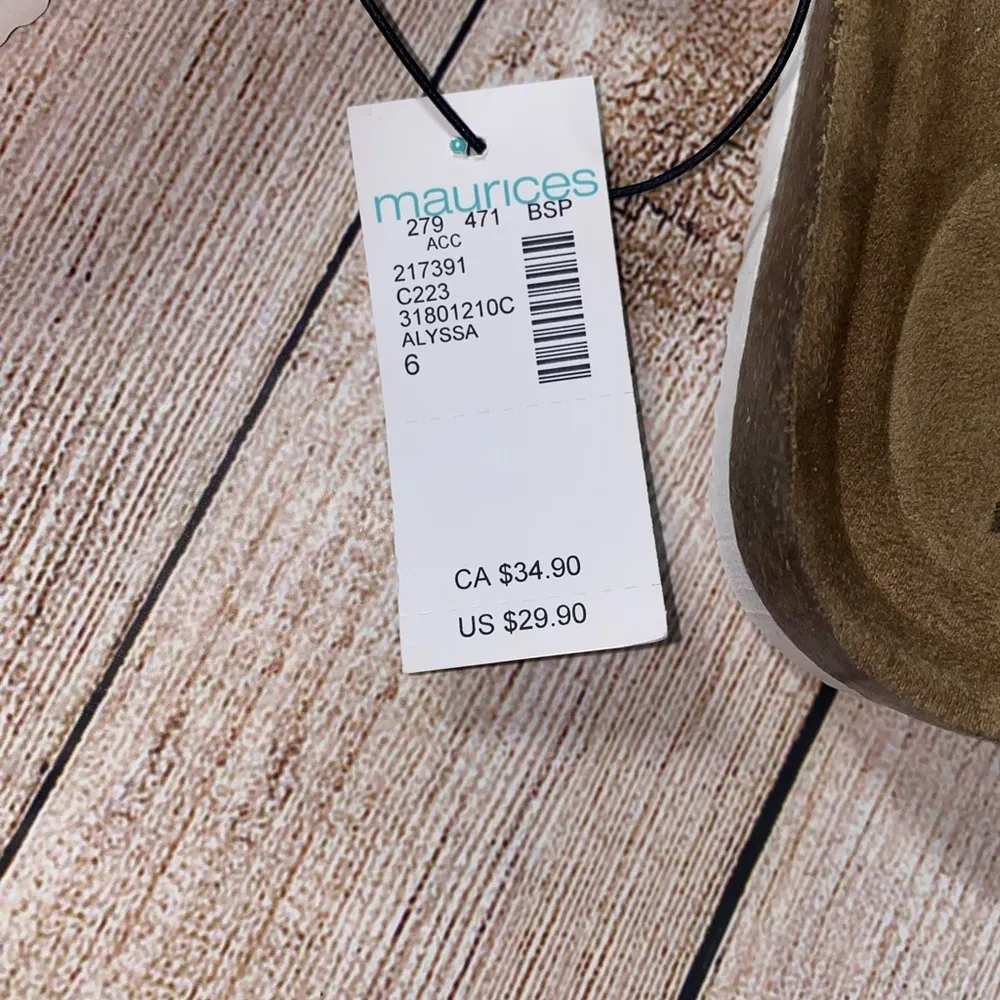 maurices
279 471 BSP
ACC
217391
C223
31801210C
ALYSSA
6
CA $34.90
US $29.90